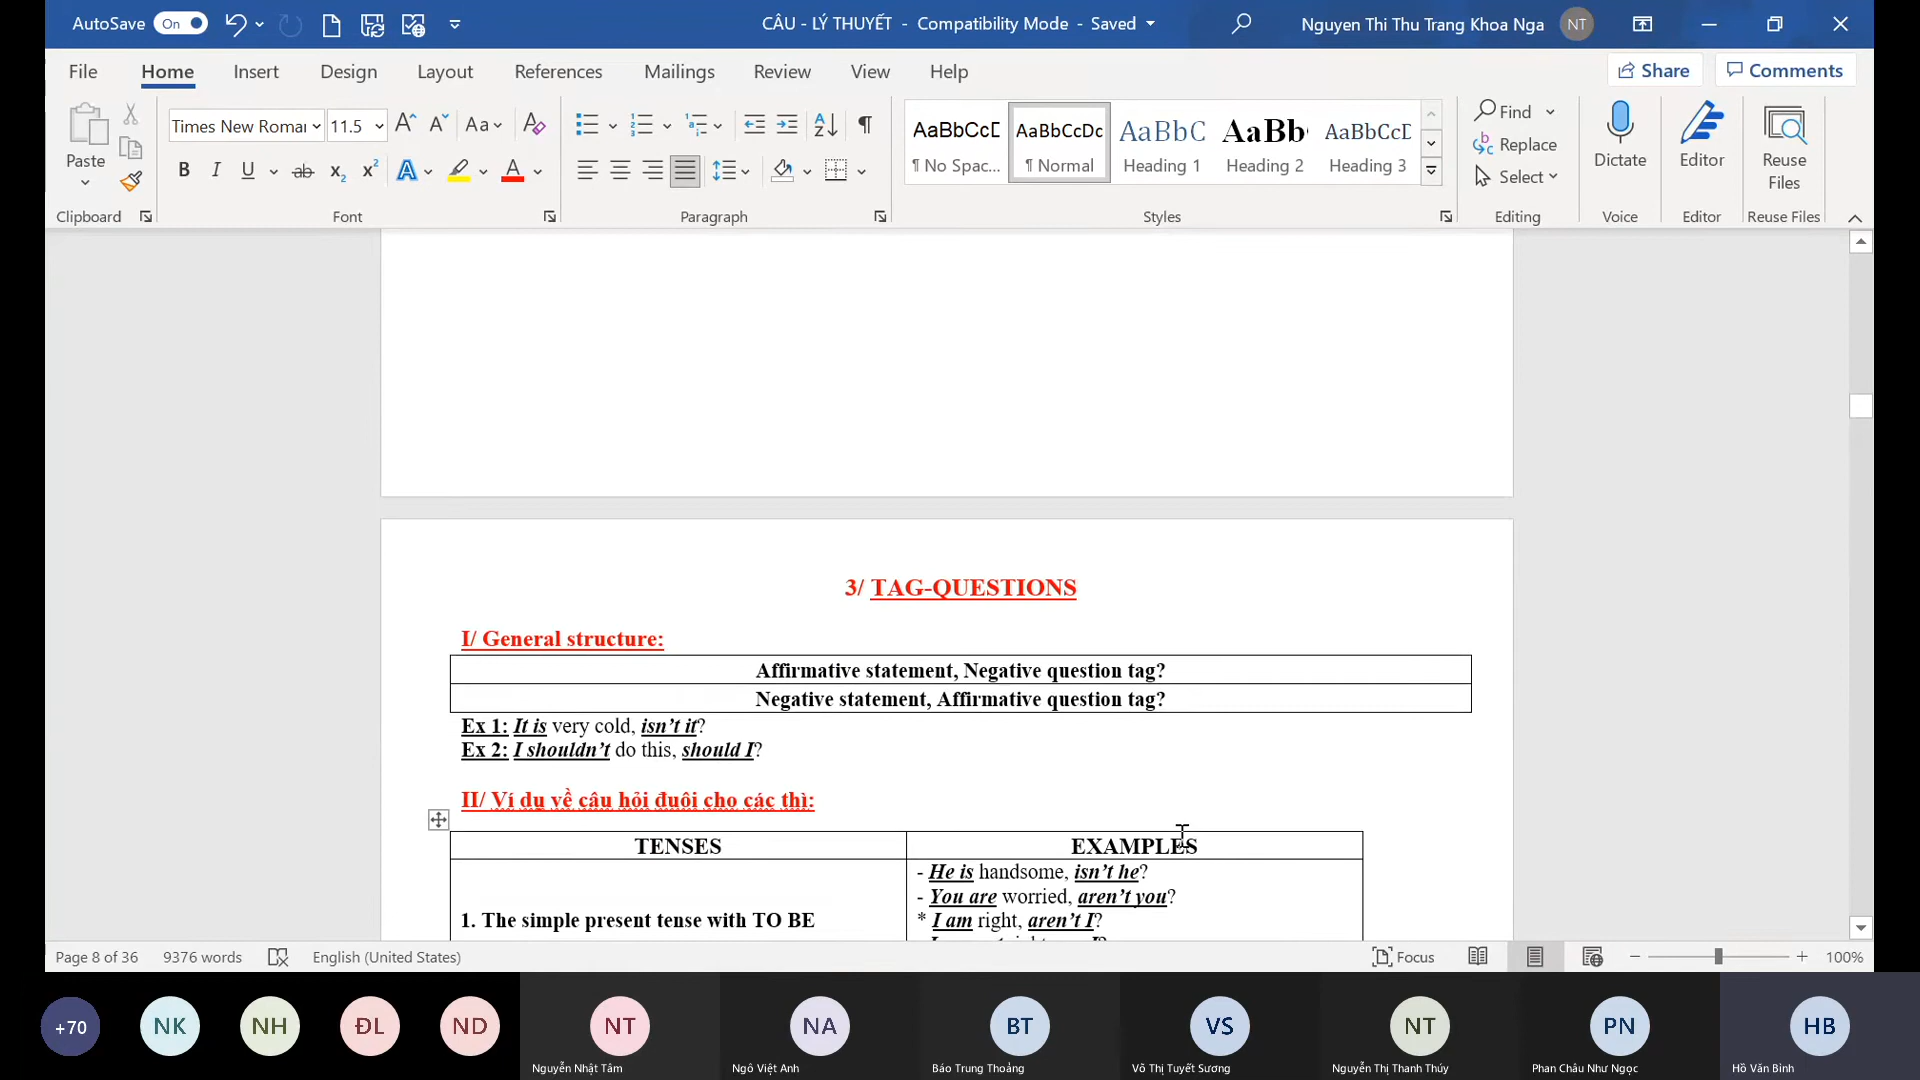 AutoSave On CÂU - LÝ THUYẾT - Compatibility Mode - Saved Nguyen Thi Thu Trang Khoa Nga NT
File Home Insert Design Layout References Mailings Review View Help Share Comments
Paste
Times New Roma 11.5
AaBbCcD AaBbCcDc AaBbC AaBb AaBbCcD
¶ No Spac... ¶ Normal Heading 1 Heading 2 Heading 3
Find
Replace
Select
Dictate
Editor
Reuse
Files
Clipboard Font Paragraph Styles Editing Voice Editor Reuse Files
3/ TAG-QUESTIONS
I/ General structure:
Affirmative statement, Negative question tag?
Negative statement, Affirmative question tag?
Ex 1: It is very cold, isn't it?
Ex 2: I shouldn't do this, should I?
II/ Ví dụ về câu hỏi đuôi cho các thì:
TENSES EXAMPLES
- He is handsome, isn't he?
- You are worried, aren't you?
1. The simple present tense with TO BE
* I am right, aren't I?
Page 8 of 36 9376 words English (United States) Focus 100%
+70 NK NH ĐL ND NT NA BT VS NT PN HB
Nguyễn Nhật Tâm Ngô Việt Anh Báo Trung Thoảng Võ Thị Tuyết Sương Nguyễn Thị Thanh Thúy Phan Châu Như Ngọc Hồ Văn Bình